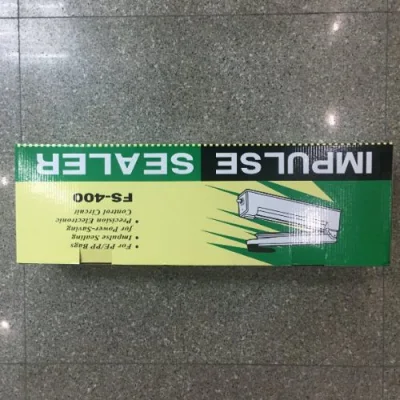 IMPULSE SEALER
FS-400
• For PE/PP Bags
• Impulse Sealing
for Power-Saving
• Precision Electronic
Control Circuit